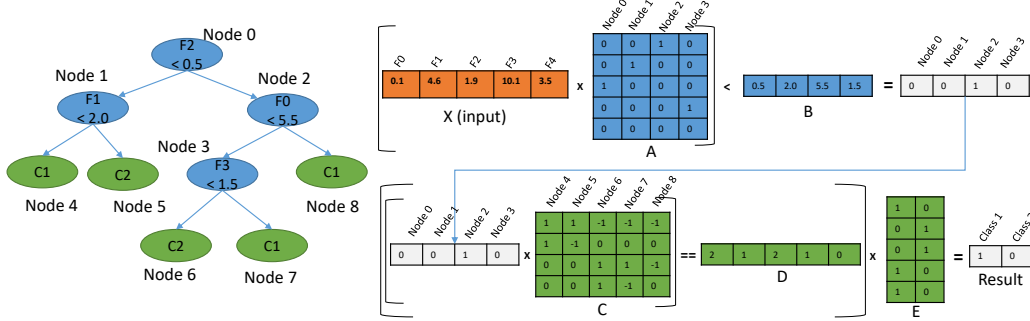 Node 0
F2
< 0.5
Node 1
Node 2
F1
< 2.0
F0
< 5.5
Node 3
C1
C2
F3
< 1.5
C1
Node 4
Node 5
Node 8
C2
C1
Node 6
Node 7
F0 F1 F2 F3 F4
0.1 4.6 1.9 10.1 3.5
X (input)
x
Node 0 Node 1 Node 2 Node 3
0 0 1 0
0 1 0 0
1 0 0 0
0 0 0 1
0 0 0 0
A
<
0.5 2.0 5.5 1.5
B
=
Node 0 Node 1 Node 2 Node 3
0 0 1 0
Node 0 Node 1 Node 2 Node 3
0 0 1 0
x
Node 4 Node 5 Node 6 Node 7 Node 8
1 1 -1 -1 -1
1 -1 0 0 0
0 0 1 1 -1
0 0 1 -1 0
C
==
2 1 2 1 0
D
x
1 0
0 1
0 1
1 0
1 0
E
=
Class 1
1 0
Result